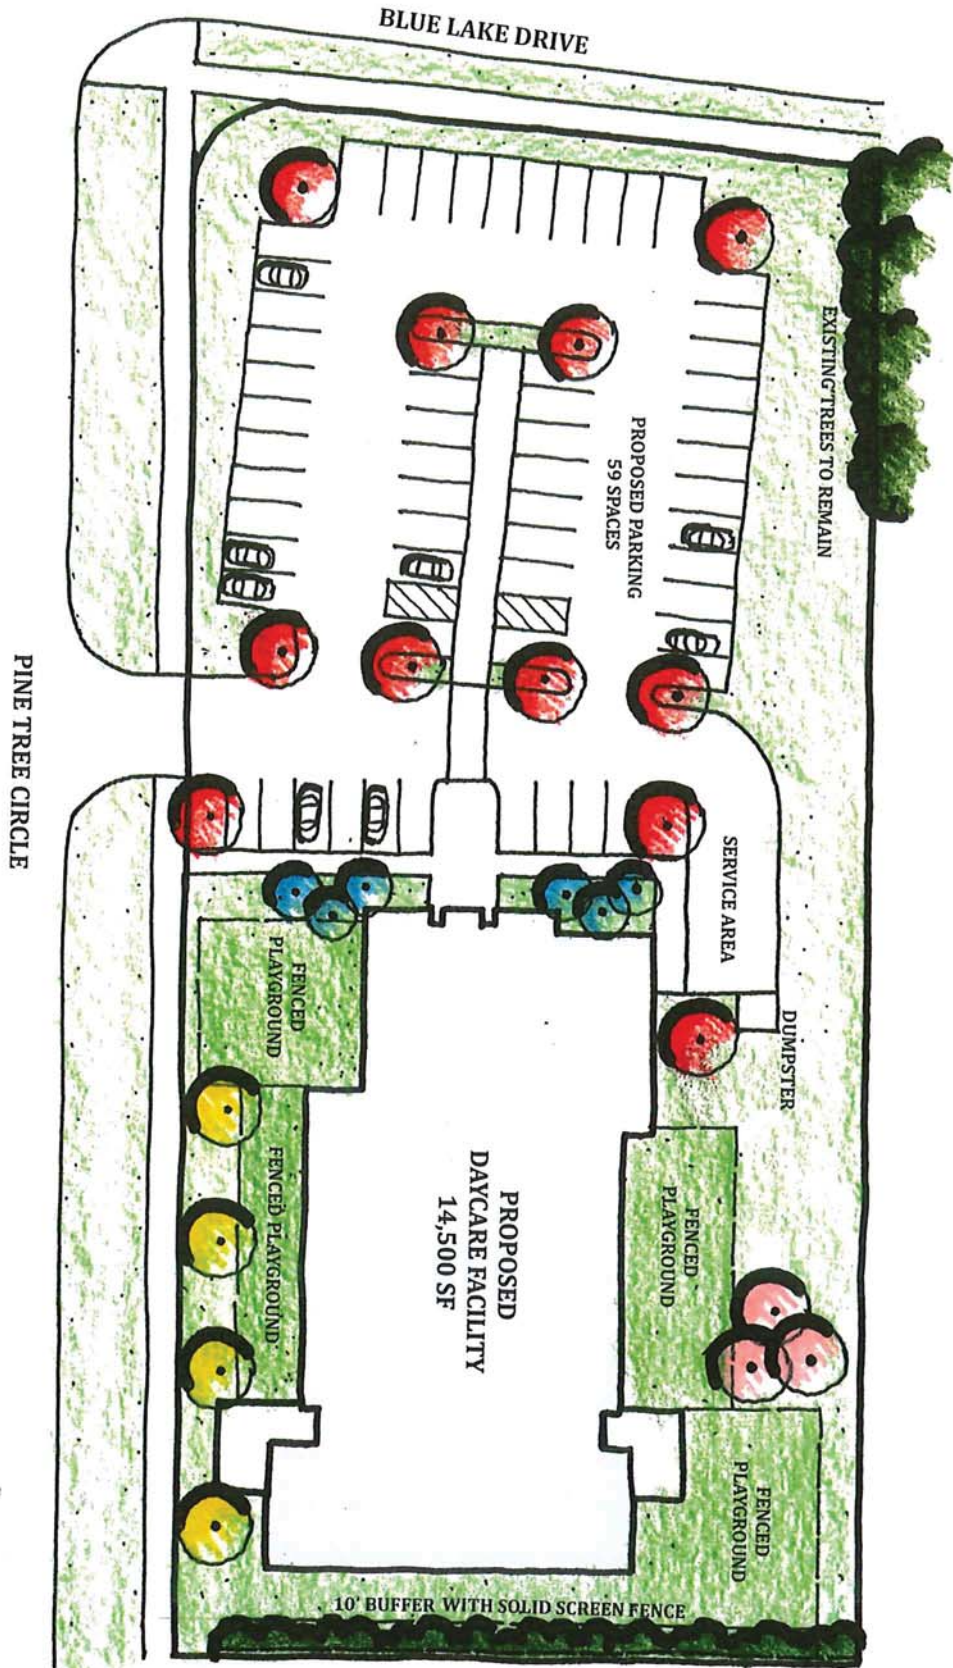 BLUE LAKE DRIVE
EXISTING TREES TO REMAIN
PROPOSED PARKING
59 SPACES
PINE TREE CIRCLE
SERVICE AREA
DUMPSTER
FENCED
PLAYGROUND
FENCED PLAYGROUND
PROPOSED
DAYCARE FACILITY
14,500 SF
FENCED
PLAYGROUND
FENCED
PLAYGROUND
10' BUFFER WITH SOLID SCREEN FENCE